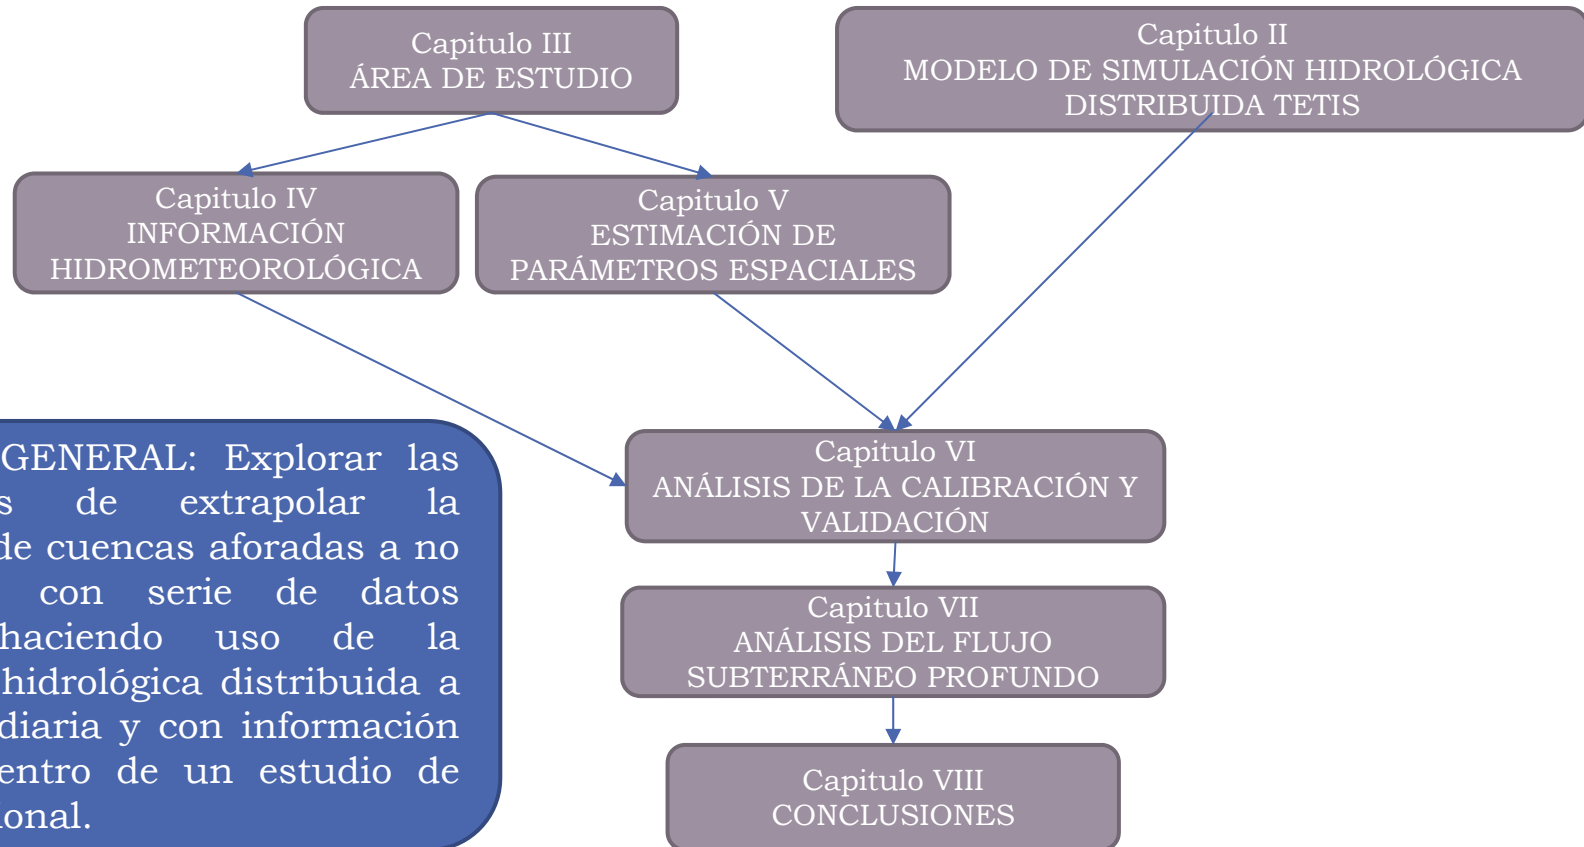 Capitulo III
ÁREA DE ESTUDIO
Capitulo II
MODELO DE SIMULACIÓN HIDROLÓGICA
DISTRIBUIDA TETIS
Capitulo IV
INFORMACIÓN
HIDROMETEOROLÓGICA
Capitulo V
ESTIMACIÓN DE
PARÁMETROS ESPACIALES
GENERAL: Explorar las
de extrapolar la
de cuencas aforadas a no
con serie de datos
haciendo uso de la
hidrológica distribuida a
diaria y con información
de un estudio de
Capitulo VI
ANÁLISIS DE LA CALIBRACIÓN Y
VALIDACIÓN
Capitulo VII
ANÁLISIS DEL FLUJO
SUBTERRÁNEO PROFUNDO
Capitulo VIII
CONCLUSIONES